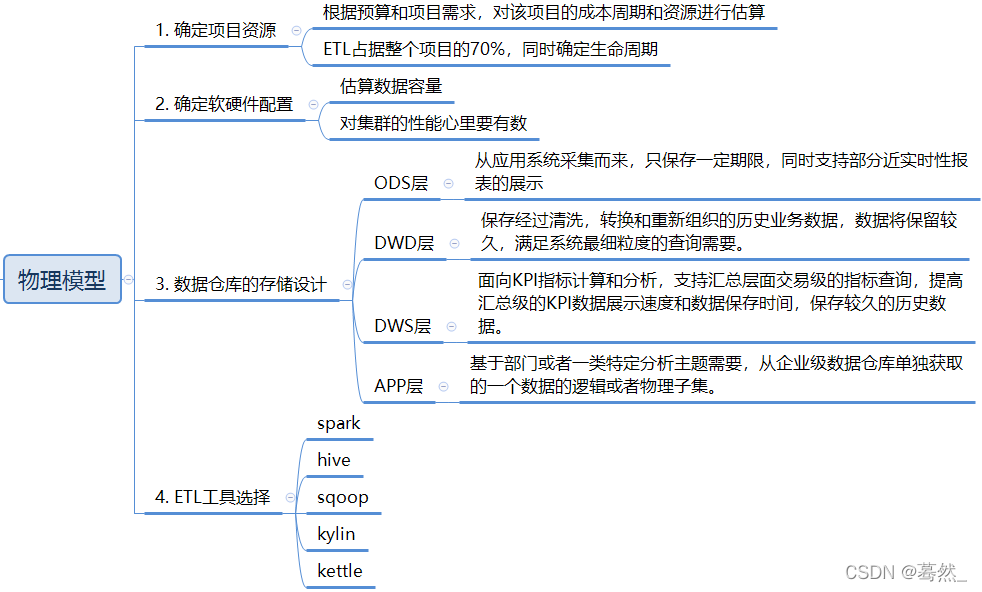 物理模型
1. 确定项目资源
根据预算和项目需求，对该项目的成本周期和资源进行估算
ETL占据整个项目的70%，同时确定生命周期
2. 确定软硬件配置
估算数据容量
对集群的性能心里要有数
3. 数据仓库的存储设计
ODS层
从应用系统采集而来，只保存一定期限，同时支持部分近实时性报
表的展示
DWD层
保存经过清洗，转换和重新组织的历史业务数据，数据将保留较
久，满足系统最细粒度的查询需要。
DWS层
面向KPI指标计算和分析，支持汇总层面交易级的指标查询，提高
汇总级的KPI数据展示速度和数据保存时间，保存较久的历史数
据。
APP层
基于部门或者一类特定分析主题需要，从企业级数据仓库单独获取
的一个数据的逻辑或者物理子集。
4. ETL工具选择
spark
hive
sqoop
kylin
kettle
CSDN @蓦然_